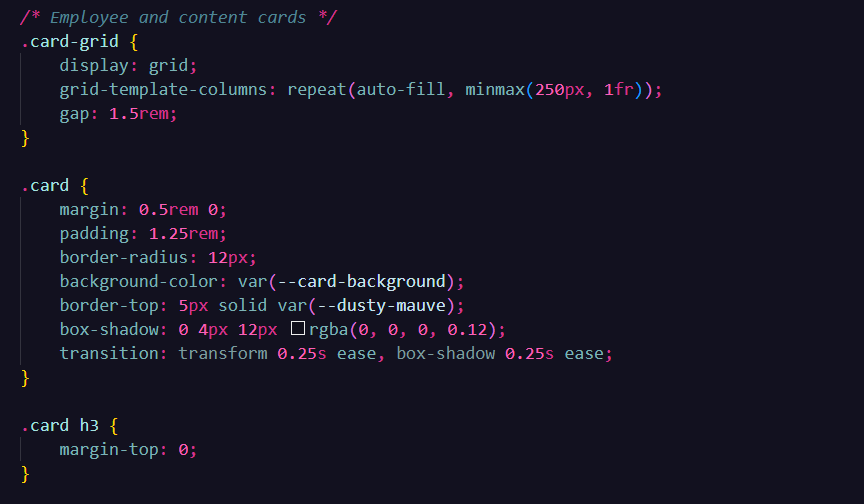 /* Employee and content cards */
.card-grid {
    display: grid;
    grid-template-columns: repeat(auto-fill, minmax(250px, 1fr));
    gap: 1.5rem;
}

.card {
    margin: 0.5rem 0;
    padding: 1.25rem;
    border-radius: 12px;
    background-color: var(--card-background);
    border-top: 5px solid var(--dusty-mauve);
    box-shadow: 0 4px 12px rgba(0, 0, 0, 0.12);
    transition: transform 0.25s ease, box-shadow 0.25s ease;
}

.card h3 {
    margin-top: 0;
}